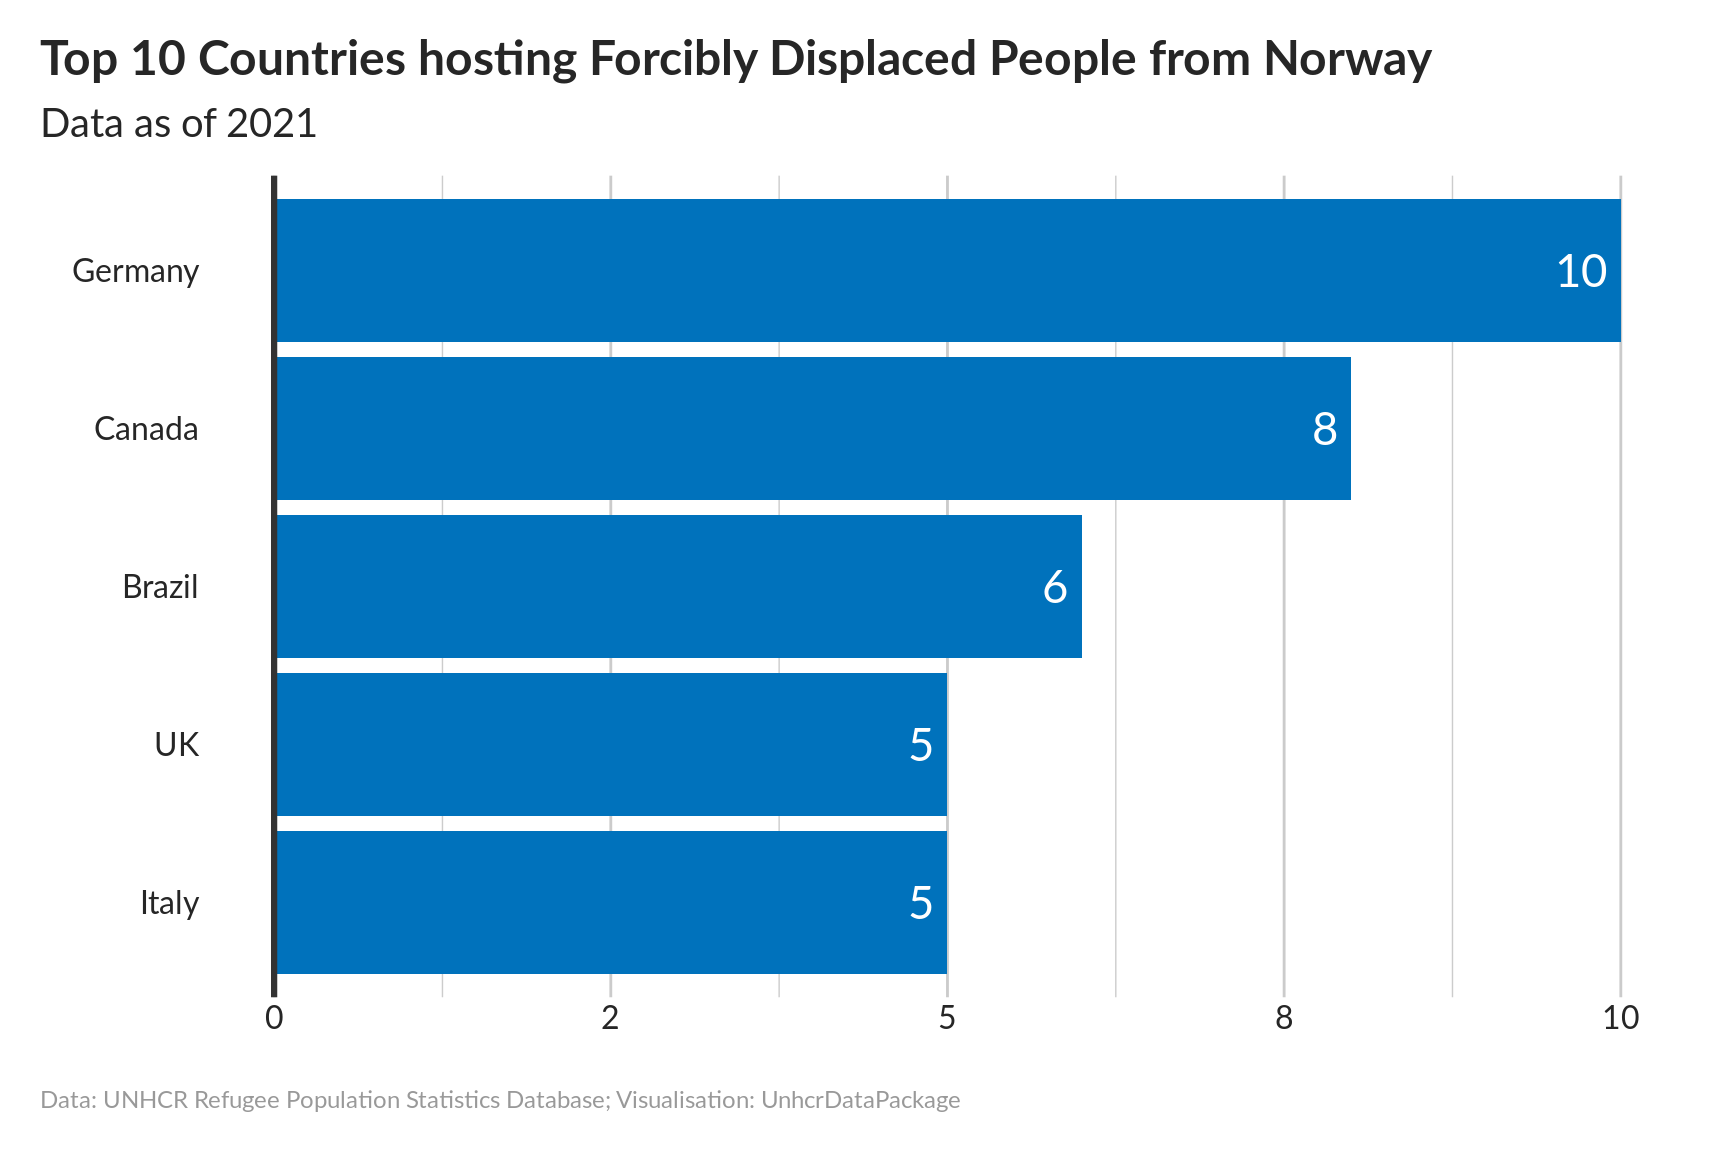 Top 10 Countries hosting Forcibly Displaced People from Norway
Data as of 2021
Germany 10
Canada 8
Brazil 6
UK 5
Italy 5
0 2 5 8 10
Data: UNHCR Refugee Population Statistics Database; Visualisation: UnhcrDataPackage